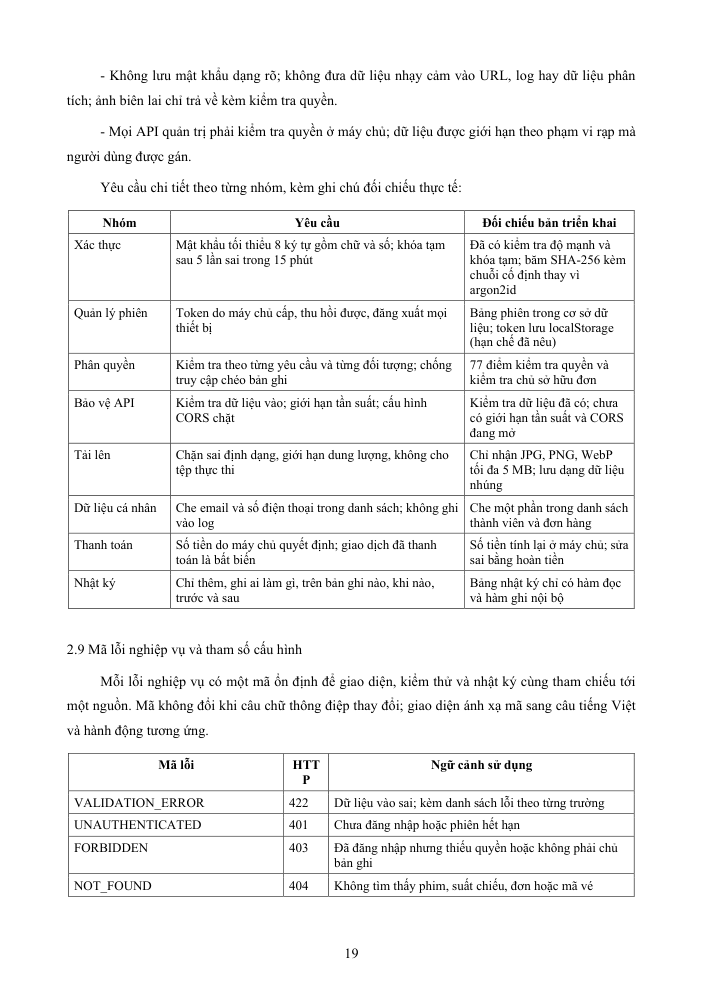 - Không lưu mật khẩu dạng rõ; không đưa dữ liệu nhạy cảm vào URL, log hay dữ liệu phân
tích; ảnh biên lai chỉ trả về kèm kiểm tra quyền.
- Mọi API quản trị phải kiểm tra quyền ở máy chủ; dữ liệu được giới hạn theo phạm vi rạp mà
người dùng được gán.
Yêu cầu chi tiết theo từng nhóm, kèm ghi chú đối chiếu thực tế:
Nhóm Yêu cầu Đối chiếu bản triển khai
Xác thực Mật khẩu tối thiểu 8 ký tự gồm chữ và số; khóa tạm Đã có kiểm tra độ mạnh và
sau 5 lần sai trong 15 phút khóa tạm; băm SHA-256 kèm
chuỗi cố định thay vì
argon2id
Quản lý phiên Token do máy chủ cấp, thu hồi được, đăng xuất mọi Bảng phiên trong cơ sở dữ
thiết bị liệu; token lưu localStorage
(hạn chế đã nêu)
Phân quyền Kiểm tra theo từng yêu cầu và từng đối tượng; chống 77 điểm kiểm tra quyền và
truy cập chéo bản ghi kiểm tra chủ sở hữu đơn
Bảo vệ API Kiểm tra dữ liệu vào; giới hạn tần suất; cấu hình Kiểm tra dữ liệu đã có; chưa
CORS chặt có giới hạn tần suất và CORS
đang mở
Tải lên Chặn sai định dạng, giới hạn dung lượng, không cho Chỉ nhận JPG, PNG, WebP
tệp thực thi tối đa 5 MB; lưu dạng dữ liệu
nhúng
Dữ liệu cá nhân Che email và số điện thoại trong danh sách; không ghi Che một phần trong danh sách
vào log thành viên và đơn hàng
Thanh toán Số tiền do máy chủ quyết định; giao dịch đã thanh Số tiền tính lại ở máy chủ; sửa
toán là bất biến sai bằng hoàn tiền
Nhật ký Chỉ thêm, ghi ai làm gì, trên bản ghi nào, khi nào, Bảng nhật ký chỉ có hàm đọc
trước và sau và hàm ghi nội bộ
2.9 Mã lỗi nghiệp vụ và tham số cấu hình
Mỗi lỗi nghiệp vụ có một mã ổn định để giao diện, kiểm thử và nhật ký cùng tham chiếu tới
một nguồn. Mã không đổi khi câu chữ thông điệp thay đổi; giao diện ánh xạ mã sang câu tiếng Việt
và hành động tương ứng.
Mã lỗi HTT Ngữ cảnh sử dụng
P
VALIDATION_ERROR 422 Dữ liệu vào sai; kèm danh sách lỗi theo từng trường
UNAUTHENTICATED 401 Chưa đăng nhập hoặc phiên hết hạn
FORBIDDEN 403 Đã đăng nhập nhưng thiếu quyền hoặc không phải chủ
bản ghi
NOT_FOUND 404 Không tìm thấy phim, suất chiếu, đơn hoặc mã vé
19